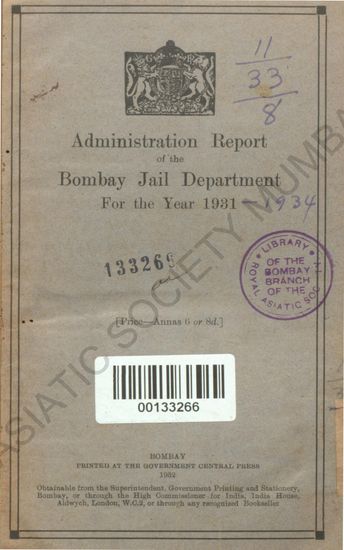 11
33
8
Administration Report
of the
Bombay Jail Department
For the Year 1931 - 1934
133266
LIBRARY
OF THE
BOMBAY
BRANCH
OF THE
ROYAL ASIATIC SOC
[Price—Annas 6 or 8d.]
00133266
BOMBAY
PRINTED AT THE GOVERNMENT CENTRAL PRESS
1932
Obtainable from the Superintendent, Government Printing and Stationery,
Bombay, or through the High Commissioner for India, India House,
Aldwych, London, W.C.2, or through any recognized Bookseller
ASIATIC SOCIETY MUMBA